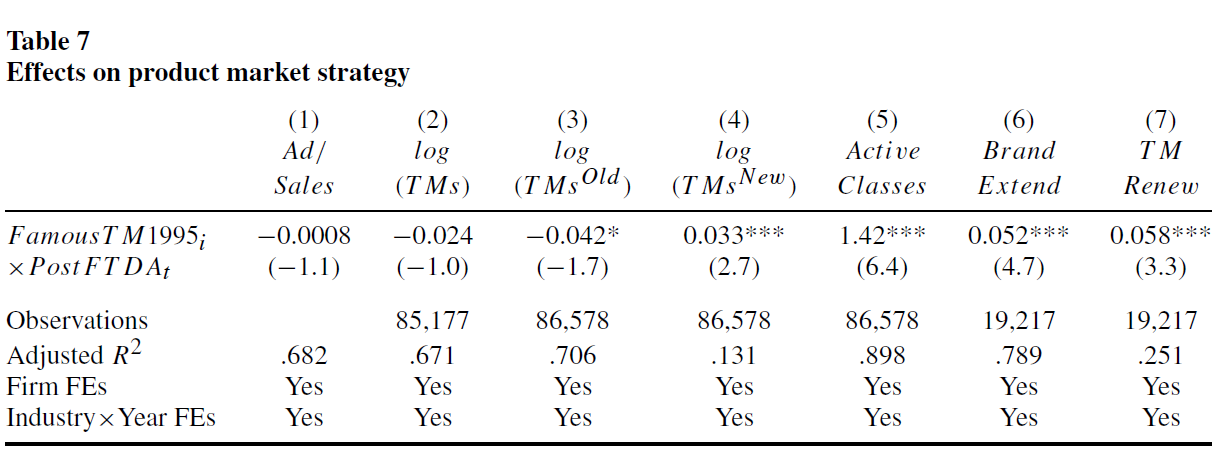 Table 7
Effects on product market strategy
(1) (2) (3) (4) (5) (6) (7)
Ad/ log log log Active Brand TM
Sales (TMs) (TMs^Old) (TMs^New) Classes Extend Renew
FamousTM1995_i −0.0008 −0.024 −0.042* 0.033*** 1.42*** 0.052*** 0.058***
×PostFTDA_t (−1.1) (−1.0) (−1.7) (2.7) (6.4) (4.7) (3.3)
Observations 85,177 86,578 86,578 86,578 19,217 19,217
Adjusted R² .682 .671 .706 .131 .898 .789 .251
Firm FEs Yes Yes Yes Yes Yes Yes Yes
Industry×Year FEs Yes Yes Yes Yes Yes Yes Yes